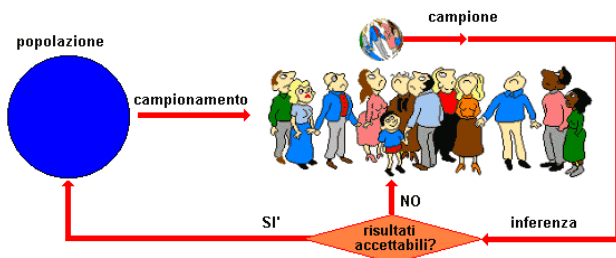 campione
popolazione
campionamento
NO
SI'
risultati
accettabili?
inferenza